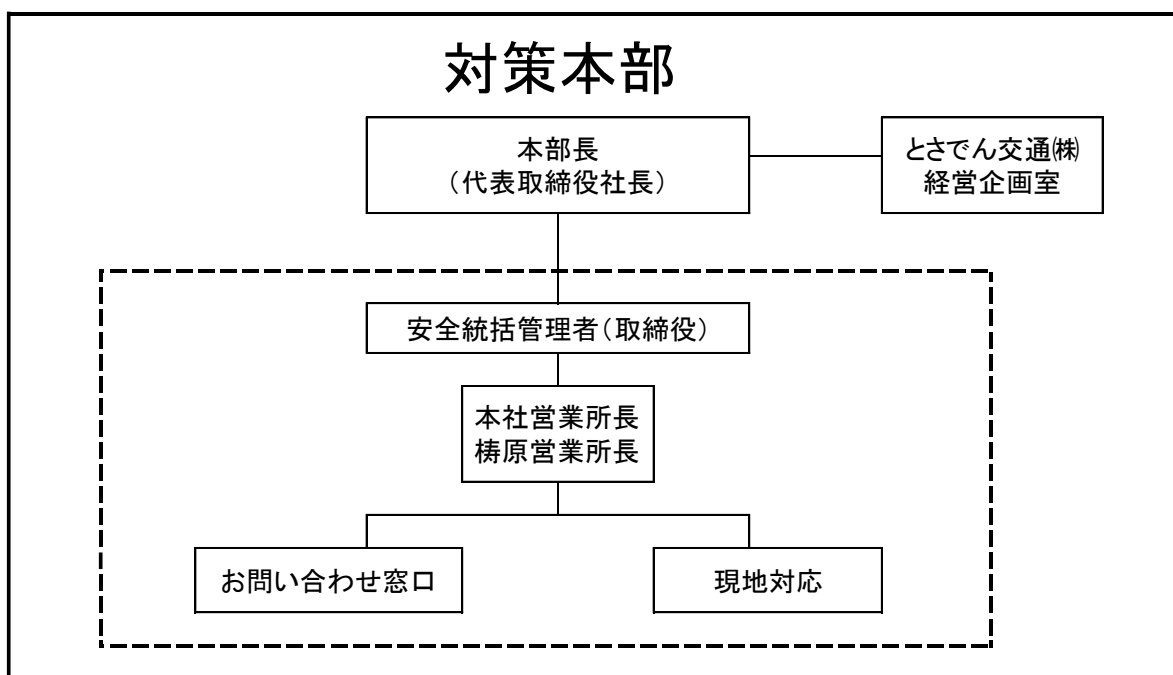 対策本部
本部長
（代表取締役社長）
とさでん交通㈱
経営企画室
安全統括管理者（取締役）
本社営業所長
梼原営業所長
お問い合わせ窓口
現地対応